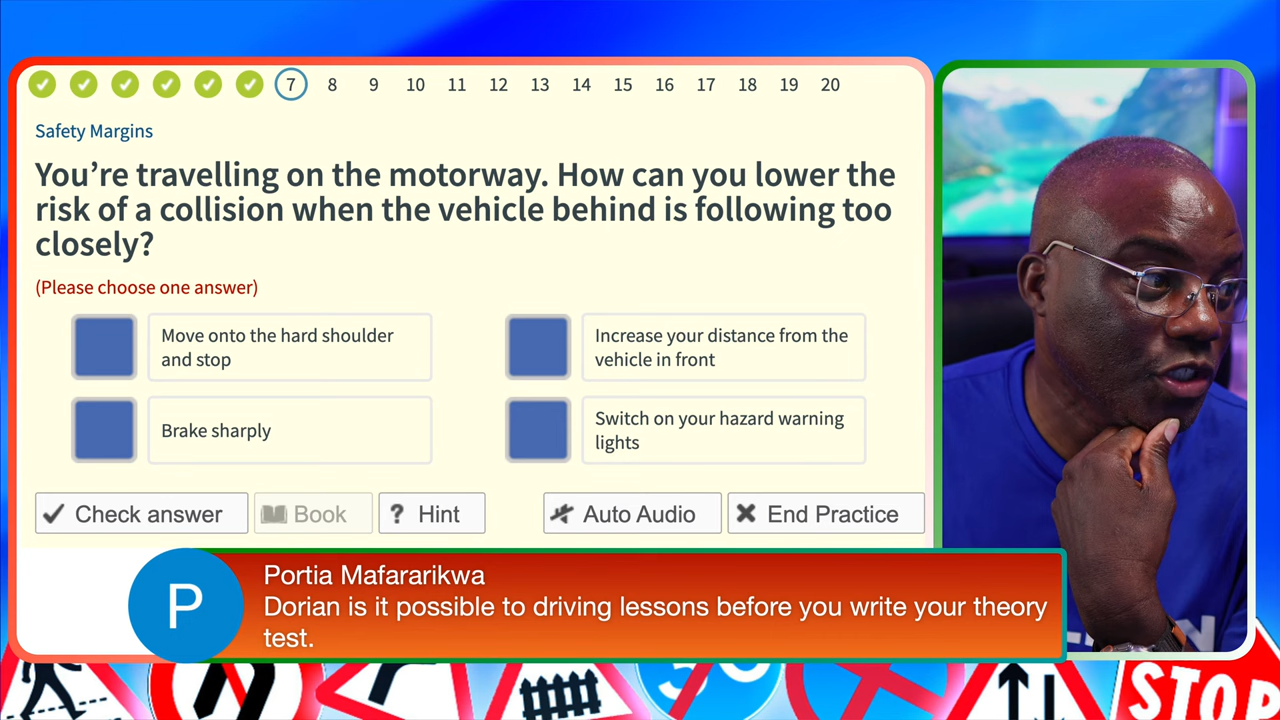 7 8 9 10 11 12 13 14 15 16 17 18 19 20
Safety Margins
You’re travelling on the motorway. How can you lower the
risk of a collision when the vehicle behind is following too
closely?
(Please choose one answer)
Move onto the hard shoulder
and stop
Increase your distance from the
vehicle in front
Brake sharply
Switch on your hazard warning
lights
Check answer
Book
? Hint
Auto Audio
End Practice
P
Portia Mafararikwa
Dorian is it possible to driving lessons before you write your theory
test.
STOP